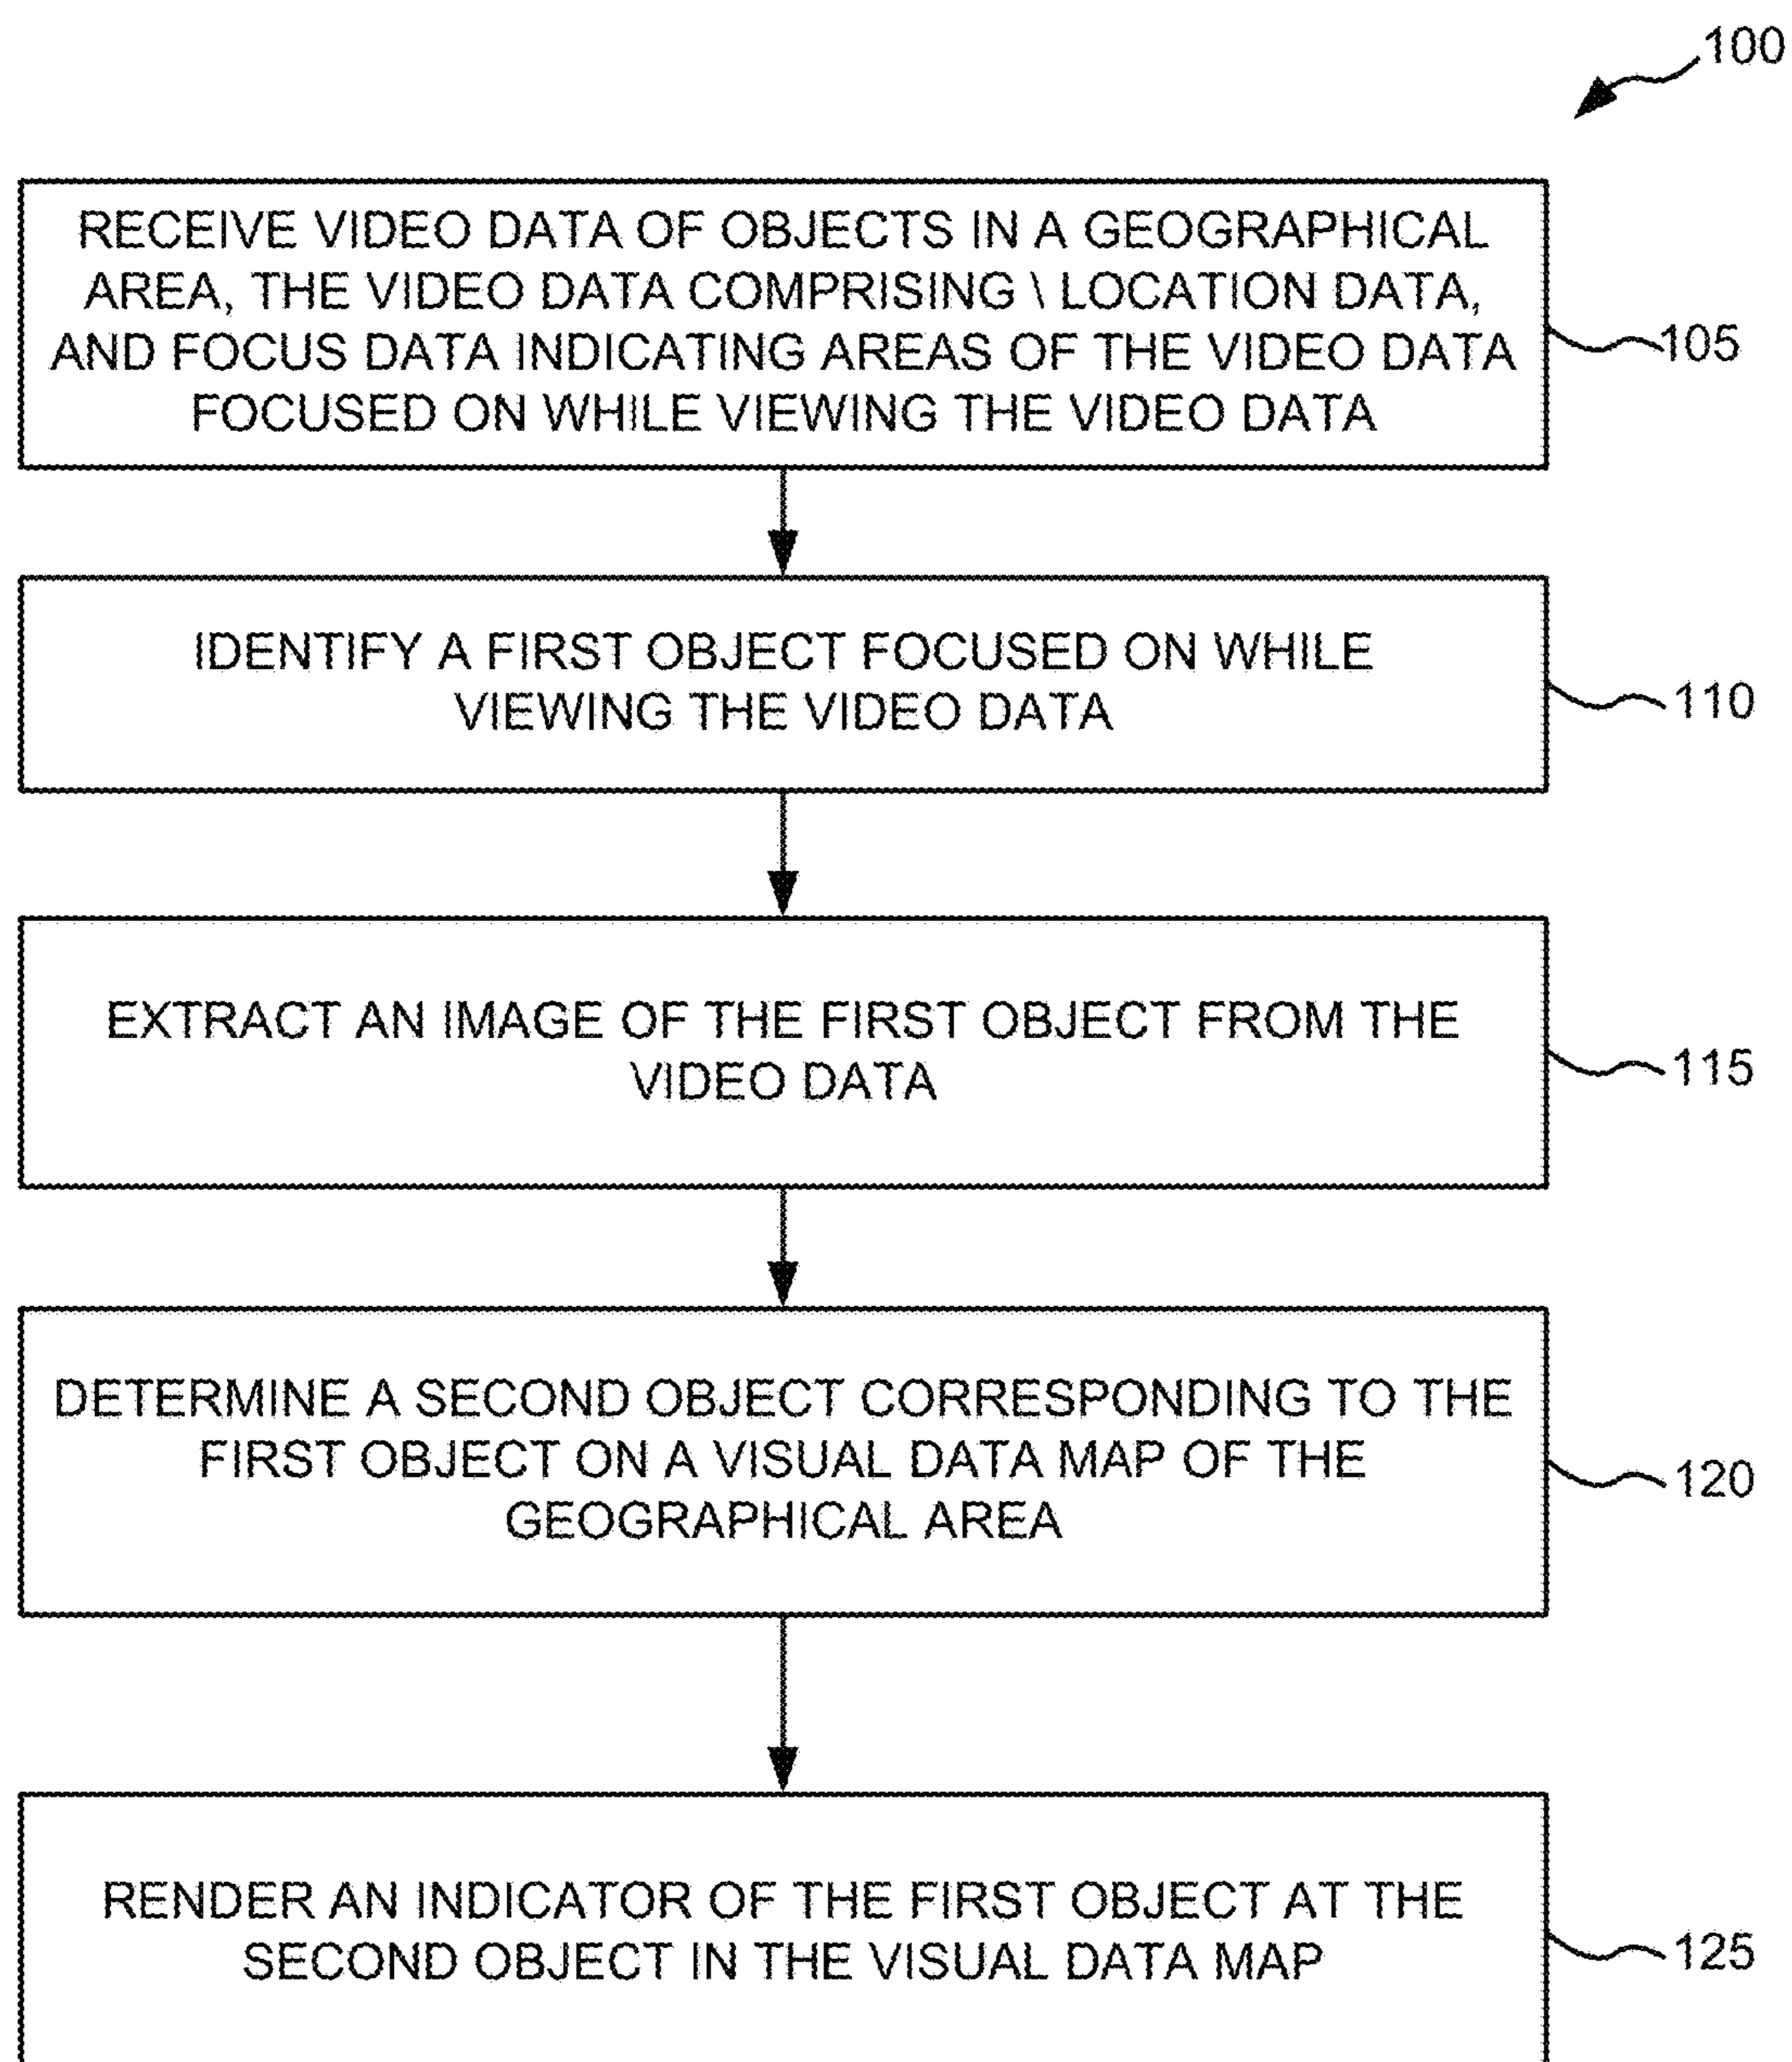 100
RECEIVE VIDEO DATA OF OBJECTS IN A GEOGRAPHICAL
AREA, THE VIDEO DATA COMPRISING \ LOCATION DATA,
AND FOCUS DATA INDICATING AREAS OF THE VIDEO DATA
FOCUSED ON WHILE VIEWING THE VIDEO DATA
105
IDENTIFY A FIRST OBJECT FOCUSED ON WHILE
VIEWING THE VIDEO DATA
110
EXTRACT AN IMAGE OF THE FIRST OBJECT FROM THE
VIDEO DATA
115
DETERMINE A SECOND OBJECT CORRESPONDING TO THE
FIRST OBJECT ON A VISUAL DATA MAP OF THE
GEOGRAPHICAL AREA
120
RENDER AN INDICATOR OF THE FIRST OBJECT AT THE
SECOND OBJECT IN THE VISUAL DATA MAP
125